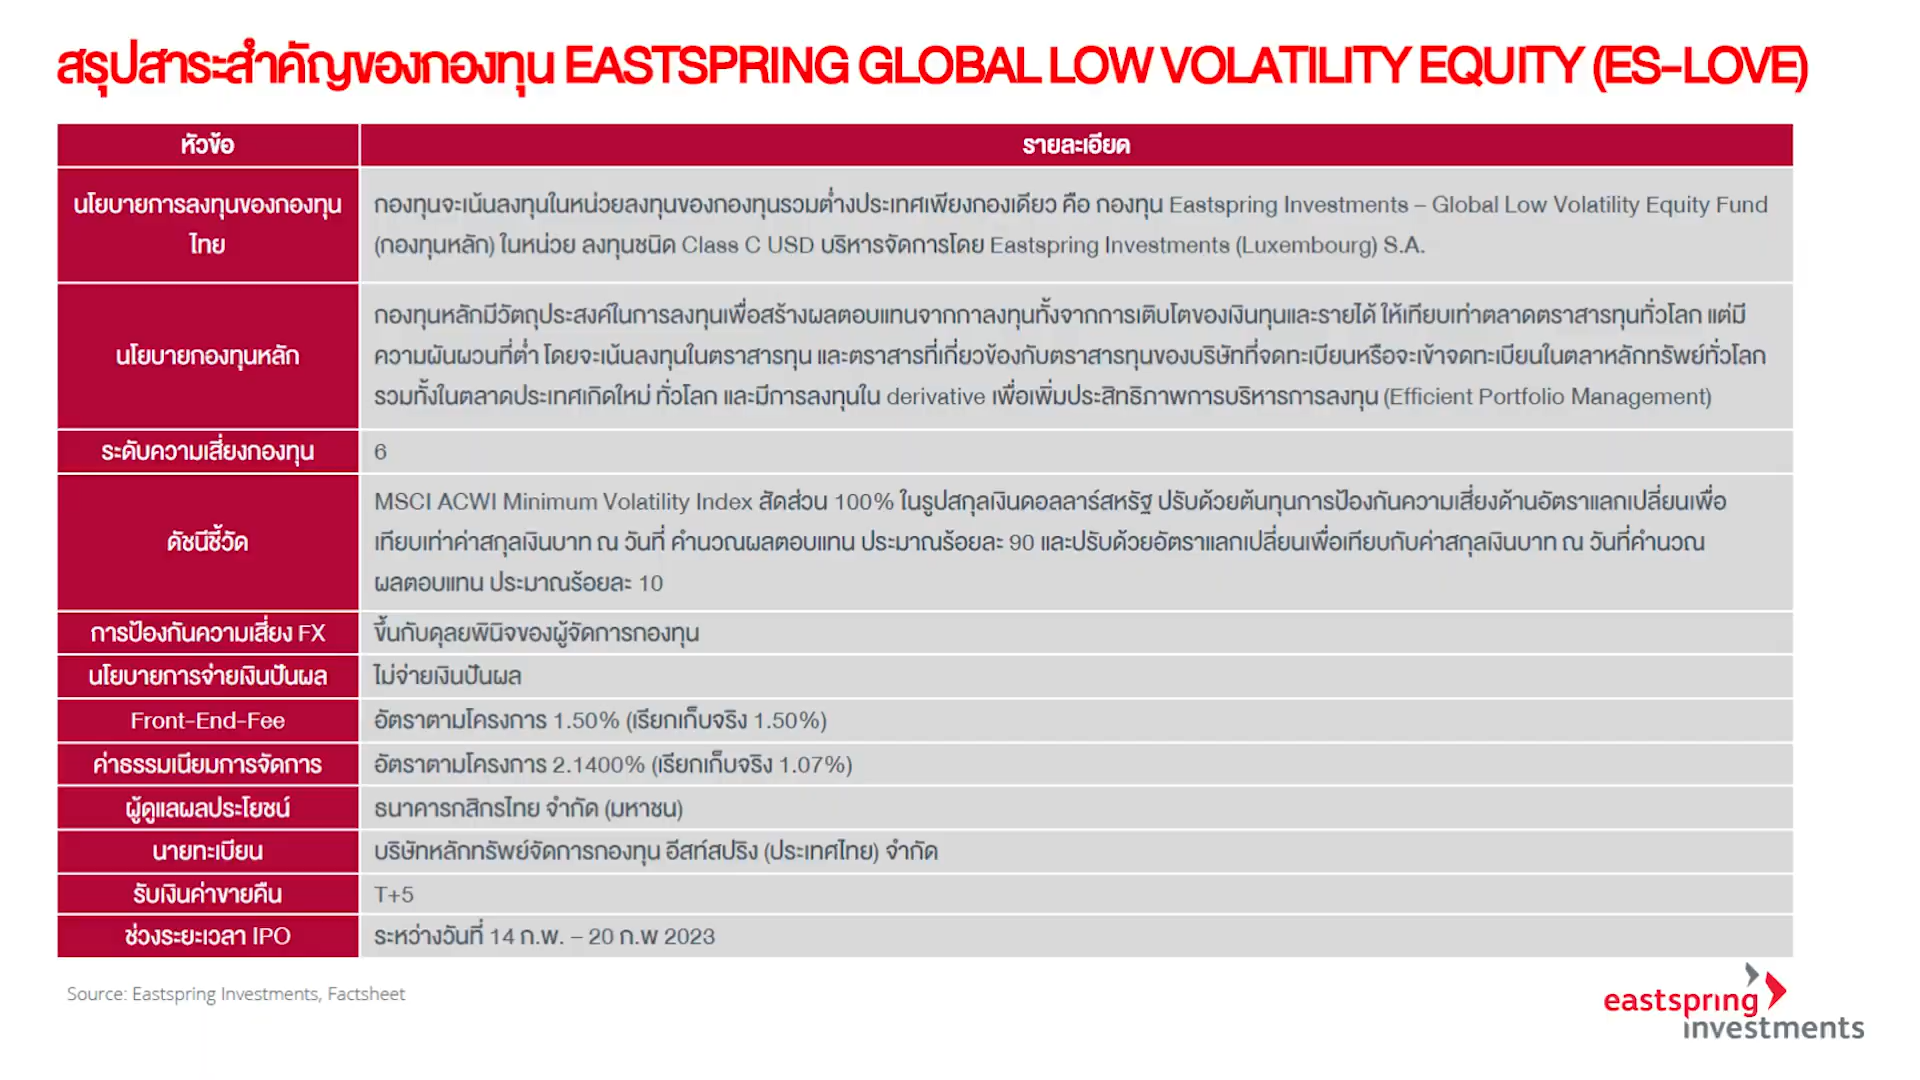 สรุปสาระสำคัญของกองทุน EASTSPRING GLOBAL LOW VOLATILITY EQUITY (ES-LOVE)
หัวข้อ
รายละเอียด
นโยบายการลงทุนของกองทุน
ไทย
กองทุนจะเน้นลงทุนในหน่วยลงทุนของกองทุนรวมต่างประเทศเพียงกองเดียว คือ กองทุน Eastspring Investments – Global Low Volatility Equity Fund
(กองทุนหลัก) ในหน่วย ลงทุนชนิด Class C USD บริหารจัดการโดย Eastspring Investments (Luxembourg) S.A.
นโยบายกองทุนหลัก
กองทุนหลักมีวัตถุประสงค์ในการลงทุนเพื่อสร้างผลตอบแทนจากกาลงทุนทั้งจากการเติบโตของเงินทุนและรายได้ ให้เทียบเท่าตลาดตราสารทุนทั่วโลก แต่มี
ความผันผวนที่ต่ำ โดยจะเน้นลงทุนในตราสารทุน และตราสารที่เกี่ยวข้องกับตราสารทุนของบริษัทที่จดทะเบียนหรือจะเข้าจดทะเบียนในตลาหลักทรัพย์ทั่วโลก
รวมทั้งในตลาดประเทศเกิดใหม่ ทั่วโลก และมีการลงทุนใน derivative เพื่อเพิ่มประสิทธิภาพการบริหารการลงทุน (Efficient Portfolio Management)
ระดับความเสี่ยงกองทุน
6
ดัชนีชี้วัด
MSCI ACWI Minimum Volatility Index สัดส่วน 100% ในรูปสกุลเงินดอลลาร์สหรัฐ ปรับด้วยต้นทุนการป้องกันความเสี่ยงด้านอัตราแลกเปลี่ยนเพื่อ
เทียบเท่าค่าสกุลเงินบาท ณ วันที่ คำนวณผลตอบแทน ประมาณร้อยละ 90 และปรับด้วยอัตราแลกเปลี่ยนเพื่อเทียบกับค่าสกุลเงินบาท ณ วันที่คำนวณ
ผลตอบแทน ประมาณร้อยละ 10
การป้องกันความเสี่ยง FX
ขึ้นกับดุลยพินิจของผู้จัดการกองทุน
นโยบายการจ่ายเงินปันผล
ไม่จ่ายเงินปันผล
Front-End-Fee
อัตราตามโครงการ 1.50% (เรียกเก็บจริง 1.50%)
ค่าธรรมเนียมการจัดการ
อัตราตามโครงการ 2.1400% (เรียกเก็บจริง 1.07%)
ผู้ดูแลผลประโยชน์
ธนาคารกสิกรไทย จำกัด (มหาชน)
นายทะเบียน
บริษัทหลักทรัพย์จัดการกองทุน อีสท์สปริง (ประเทศไทย) จำกัด
รับเงินค่าขายคืน
T+5
ช่วงระยะเวลา IPO
ระหว่างวันที่ 14 ก.พ. – 20 ก.พ 2023
Source: Eastspring Investments, Factsheet
eastspring
investments